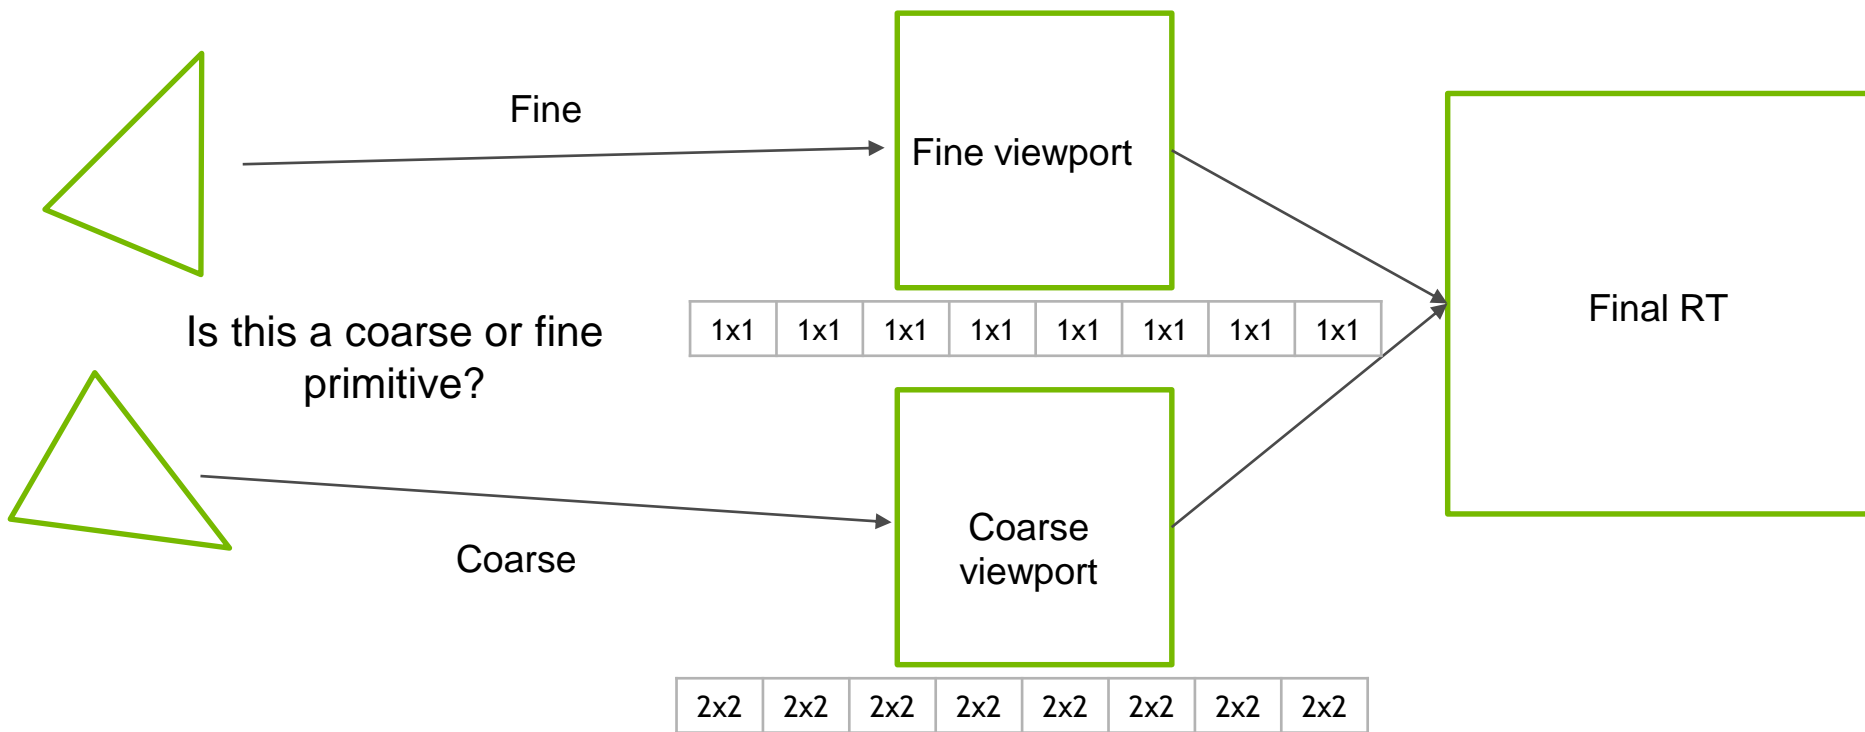 Fine
Fine viewport
Final RT
1x1 1x1 1x1 1x1 1x1 1x1 1x1 1x1
Is this a coarse or fine
primitive?
Coarse
viewport
Coarse
2x2 2x2 2x2 2x2 2x2 2x2 2x2 2x2